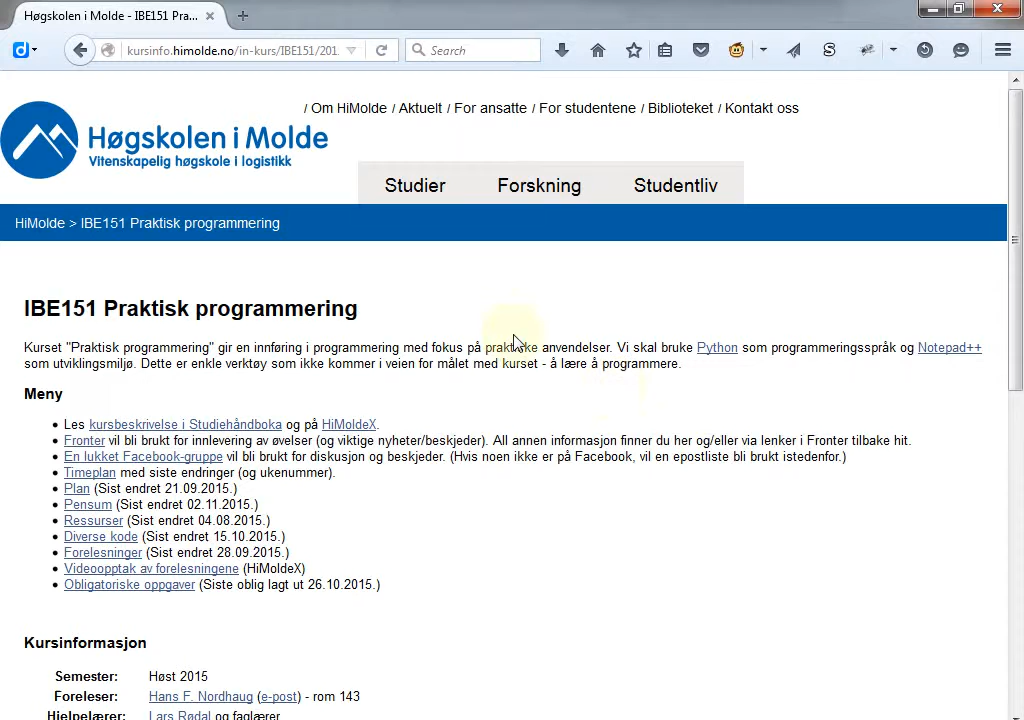 Høgskolen i Molde - IBE151 Pra...
kursinfo.himolde.no/in-kurs/IBE151/201
Search
/ Om HiMolde / Aktuelt / For ansatte / For studentene / Biblioteket / Kontakt oss
Høgskolen i Molde
Vitenskapelig høgskole i logistikk
Studier Forskning Studentliv
HiMolde > IBE151 Praktisk programmering
IBE151 Praktisk programmering
Kurset "Praktisk programmering" gir en innføring i programmering med fokus på praktiske anvendelser. Vi skal bruke Python som programmeringsspråk og Notepad++
som utviklingsmiljø. Dette er enkle verktøy som ikke kommer i veien for målet med kurset - å lære å programmere.
Meny
Les kursbeskrivelse i Studiehåndboka og på HiMoldeX.
Fronter vil bli brukt for innlevering av øvelser (og viktige nyheter/beskjeder). All annen informasjon finner du her og/eller via lenker i Fronter tilbake hit.
En lukket Facebook-gruppe vil bli brukt for diskusjon og beskjeder. (Hvis noen ikke er på Facebook, vil en epostliste bli brukt istedenfor.)
Timeplan med siste endringer (og ukenummer).
Plan (Sist endret 21.09.2015.)
Pensum (Sist endret 02.11.2015.)
Ressurser (Sist endret 04.08.2015.)
Diverse kode (Sist endret 15.10.2015.)
Forelesninger (Sist endret 28.09.2015.)
Videoopptak av forelesningene (HiMoldeX)
Obligatoriske oppgaver (Siste oblig lagt ut 26.10.2015.)
Kursinformasjon
Semester: Høst 2015
Foreleser: Hans F. Nordhaug (e-post) - rom 143
Hjelpelærer: Lars Rødal og faglærer